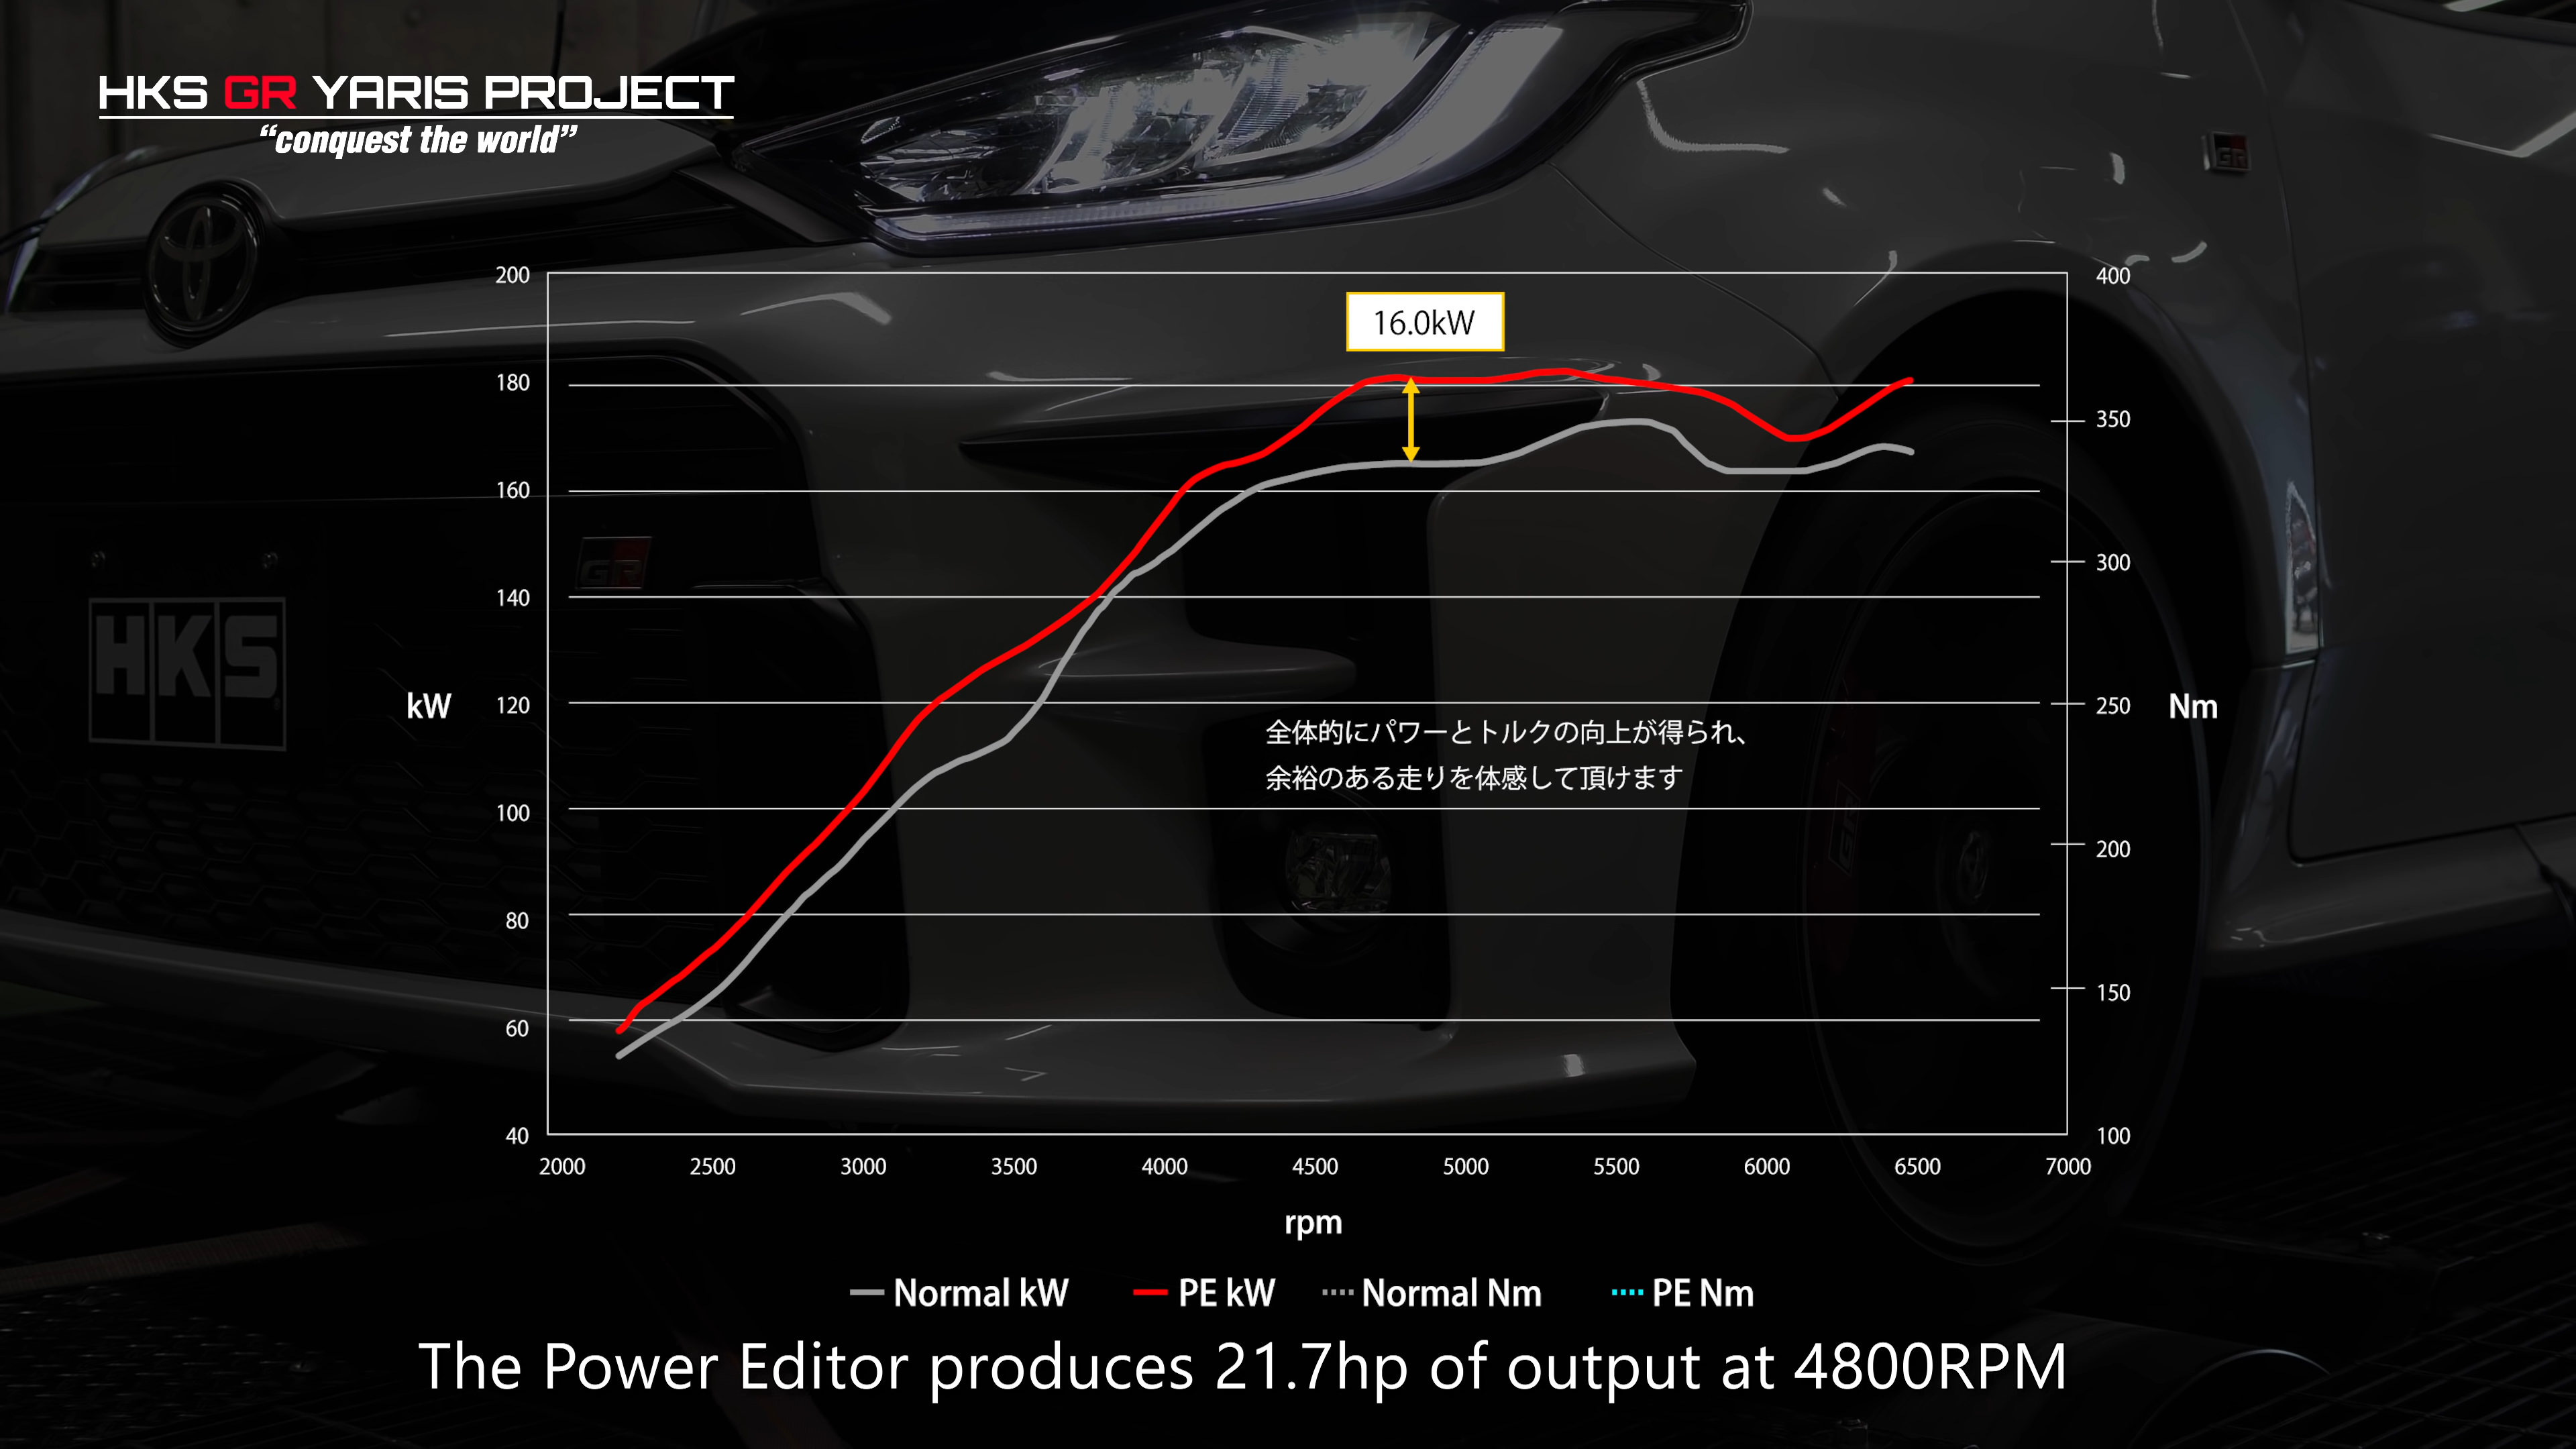 HKS GR YARIS PROJECT
“conquest the world”
GR
200
400
16.0kW
180
350
160
GR
300
140
HKS
kW
120
250
Nm
全体的にパワーとトルクの向上が得られ、
余裕のある走りを体感して頂けます
100
GR
200
80
150
60
40
100
2000 2500 3000 3500 4000 4500 5000 5500 6000 6500 7000
rpm
Normal kW PE kW Normal Nm PE Nm
The Power Editor produces 21.7hp of output at 4800RPM